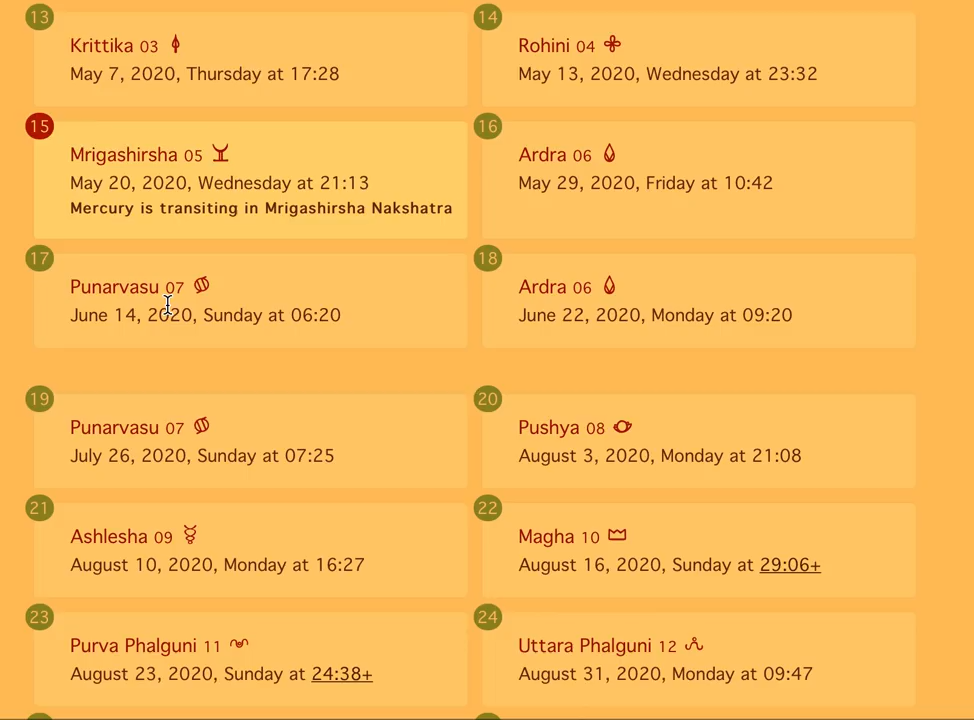 13
Krittika 03
May 7, 2020, Thursday at 17:28
14
Rohini 04
May 13, 2020, Wednesday at 23:32
15
Mrigashirsha 05
May 20, 2020, Wednesday at 21:13
Mercury is transiting in Mrigashirsha Nakshatra
16
Ardra 06
May 29, 2020, Friday at 10:42
17
Punarvasu 07
June 14, 2020, Sunday at 06:20
18
Ardra 06
June 22, 2020, Monday at 09:20
19
Punarvasu 07
July 26, 2020, Sunday at 07:25
20
Pushya 08
August 3, 2020, Monday at 21:08
21
Ashlesha 09
August 10, 2020, Monday at 16:27
22
Magha 10
August 16, 2020, Sunday at 29:06+
23
Purva Phalguni 11
August 23, 2020, Sunday at 24:38+
24
Uttara Phalguni 12
August 31, 2020, Monday at 09:47